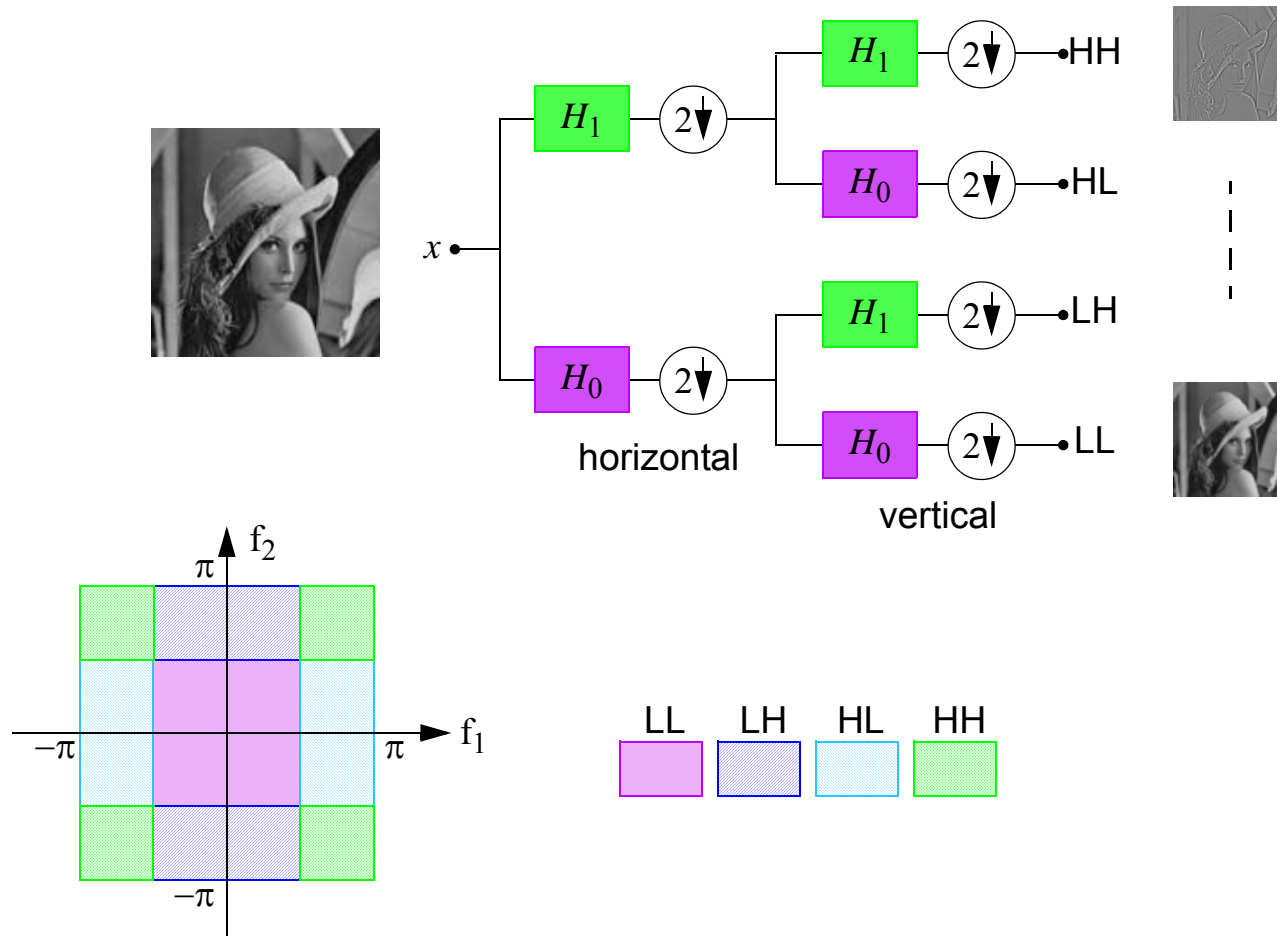 H1 2 HH
H1 2
x H0 2 HL
H1 2 LH
H0 2
H0 2 LL
horizontal
vertical
f2
π
−π π f1
−π
LL LH HL HH